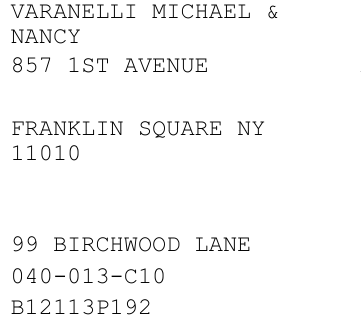 VARANELLI MICHAEL &
NANCY
857 1ST AVENUE
FRANKLIN SQUARE NY
11010
99 BIRCHWOOD LANE
040-013-C10
B12113P192